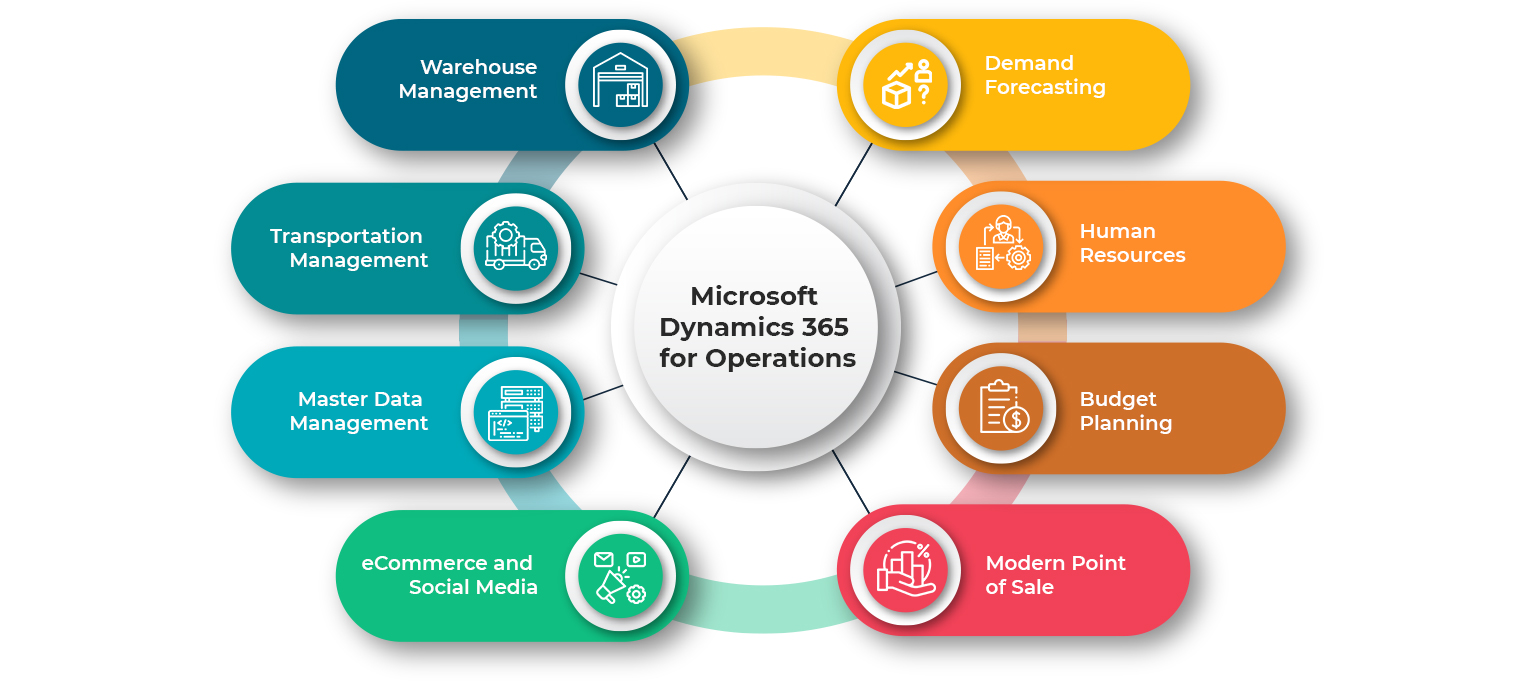 Warehouse
Management
Demand
Forecasting
Transportation
Management
Human
Resources
Microsoft
Dynamics 365
for Operations
Master Data
Management
Budget
Planning
eCommerce and
Social Media
Modern Point
of Sale